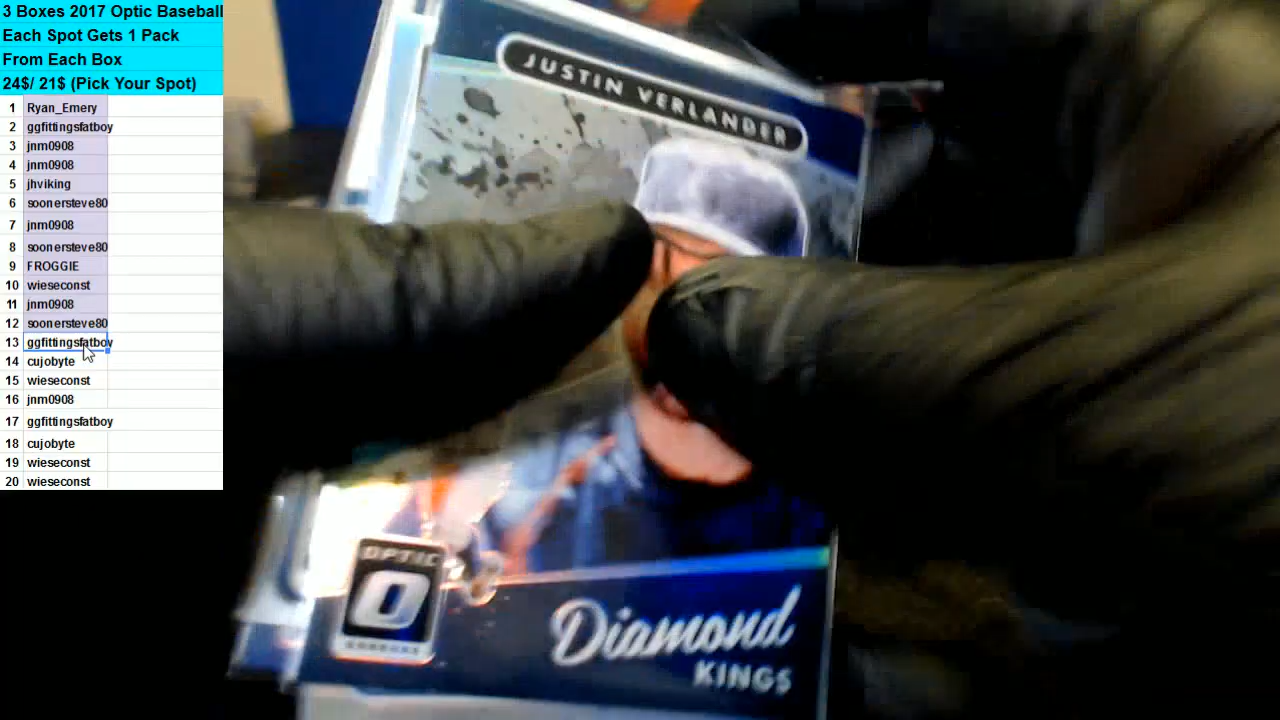 3 Boxes 2017 Optic Baseball
Each Spot Gets 1 Pack
From Each Box
24$/ 21$ (Pick Your Spot)
1 Ryan_Emery
2 ggfittingsfatboy
3 jnm0908
4 jnm0908
5 jhviking
6 soonersteve80
7 jnm0908
8 soonersteve80
9 FROGGIE
10 wieseconst
11 jnm0908
12 soonersteve80
13 ggfittingsfatboy
14 cujobyte
15 wieseconst
16 jnm0908
17 ggfittingsfatboy
18 cujobyte
19 wieseconst
20 wieseconst
JUSTIN VERLANDER
OPTIC
Diamond
KINGS